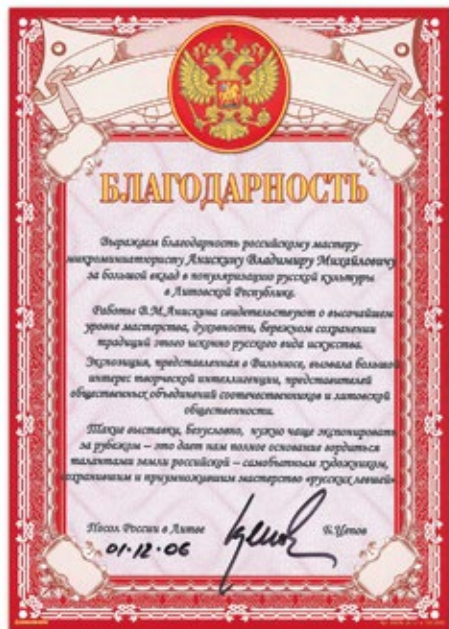 БЛАГОДАРНОСТЬ
Выражаем благодарность российскому мастеру-
микроминиатюристу Анискину Владимиру Михайловичу
за большой вклад в популяризацию русской культуры
в Литовской Республике.
Работы В.М.Анискина свидетельствуют о высочайшем
уровне мастерства, духовности, бережном сохранении
традиций этого исконно русского вида искусства.
Экспозиция, представленная в Вильнюсе, вызвала большой
интерес творческой интеллигенции, представителей
общественных объединений соотечественников и литовской
общественности.
Такие выставки, безусловно, нужно чаще экспонировать
за рубежом – это дает нам полное основание гордиться
талантами земли российской – самобытным художником,
сохранившим и приумножившим мастерство «русских левшей»
Посол России в Литве Б.Цепов
01-12-06